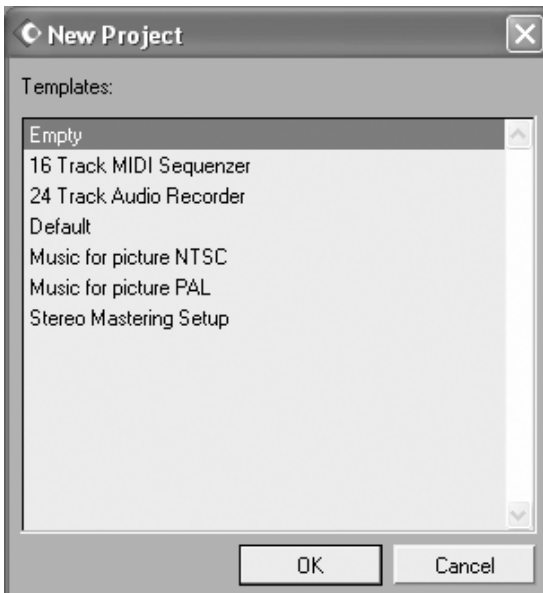 New Project
Templates:
Empty
16 Track MIDI Sequenzer
24 Track Audio Recorder
Default
Music for picture NTSC
Music for picture PAL
Stereo Mastering Setup
OK
Cancel